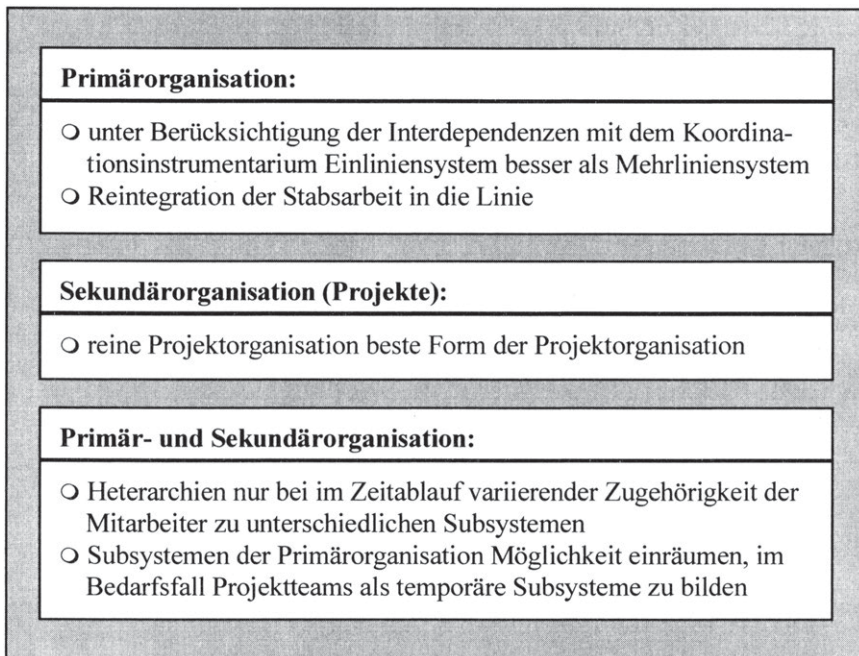 Primärorganisation:
○ unter Berücksichtigung der Interdependenzen mit dem Koordina-
tionsinstrumentarium Einliniensystem besser als Mehrliniensystem
○ Reintegration der Stabsarbeit in die Linie
Sekundärorganisation (Projekte):
○ reine Projektorganisation beste Form der Projektorganisation
Primär- und Sekundärorganisation:
○ Heterarchien nur bei im Zeitablauf variierender Zugehörigkeit der
Mitarbeiter zu unterschiedlichen Subsystemen
○ Subsystemen der Primärorganisation Möglichkeit einräumen, im
Bedarfsfall Projektteams als temporäre Subsysteme zu bilden